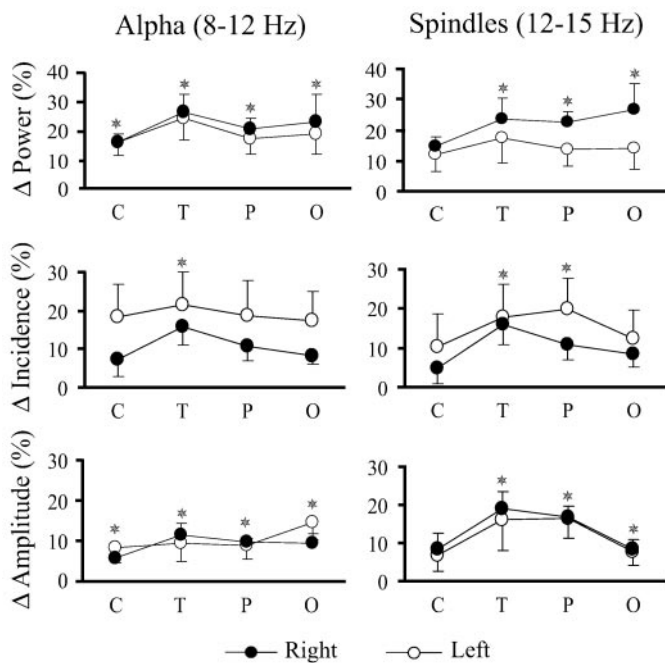 Alpha (8-12 Hz) Spindles (12-15 Hz)
Δ Power (%)
40
30
20
10
0
C T P O
40
30
20
10
0
C T P O
Δ Incidence (%)
30
20
10
0
C T P O
30
20
10
0
C T P O
Δ Amplitude (%)
30
20
10
0
C T P O
30
20
10
0
C T P O
Right Left